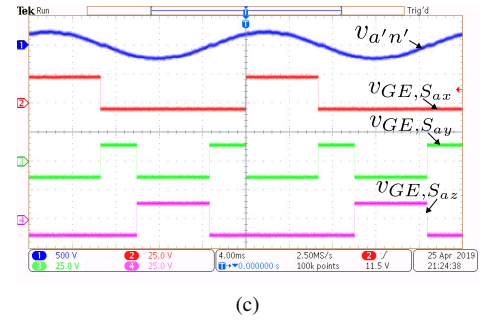 Tek Run Trig'd
v_{a'n'}
v_{GE,S_{ax}}
v_{GE,S_{ay}}
v_{GE,S_{az}}
1
2
3
4
1 500 V 2 25.0 V
3 25.0 V 4 25.0 V
4.00ms 2.50MS/s
T→▼0.000000 s 100k points
2 ∫ 11.5 V
25 Apr 2019
21:24:38
(c)